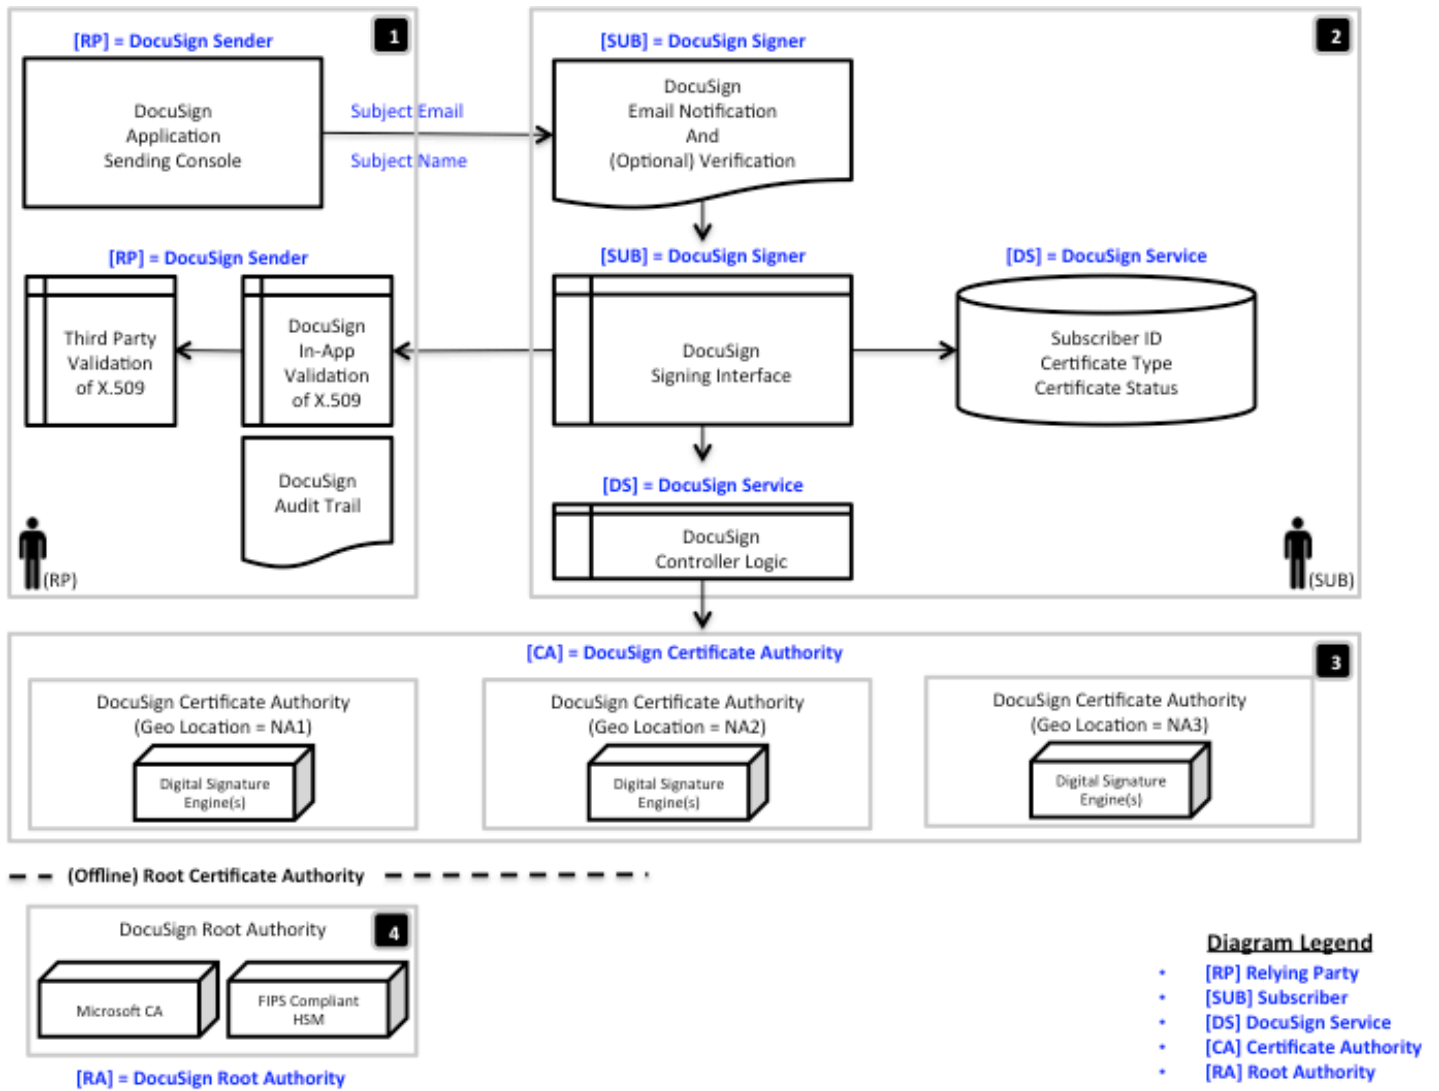 [RP] = DocuSign Sender
1
DocuSign
Application
Sending Console
Subject Email
Subject Name
[SUB] = DocuSign Signer
2
DocuSign
Email Notification
And
(Optional) Verification
[RP] = DocuSign Sender
Third Party
Validation
of X.509
DocuSign
In-App
Validation
of X.509
DocuSign
Audit Trail
(RP)
[SUB] = DocuSign Signer
DocuSign
Signing Interface
[DS] = DocuSign Service
Subscriber ID
Certificate Type
Certificate Status
[DS] = DocuSign Service
DocuSign
Controller Logic
(SUB)
[CA] = DocuSign Certificate Authority
3
DocuSign Certificate Authority
(Geo Location = NA1)
Digital Signature
Engine(s)
DocuSign Certificate Authority
(Geo Location = NA2)
Digital Signature
Engine(s)
DocuSign Certificate Authority
(Geo Location = NA3)
Digital Signature
Engine(s)
(Offline) Root Certificate Authority
DocuSign Root Authority
4
Microsoft CA
FIPS Compliant
HSM
[RA] = DocuSign Root Authority
Diagram Legend
• [RP] Relying Party
• [SUB] Subscriber
• [DS] DocuSign Service
• [CA] Certificate Authority
• [RA] Root Authority